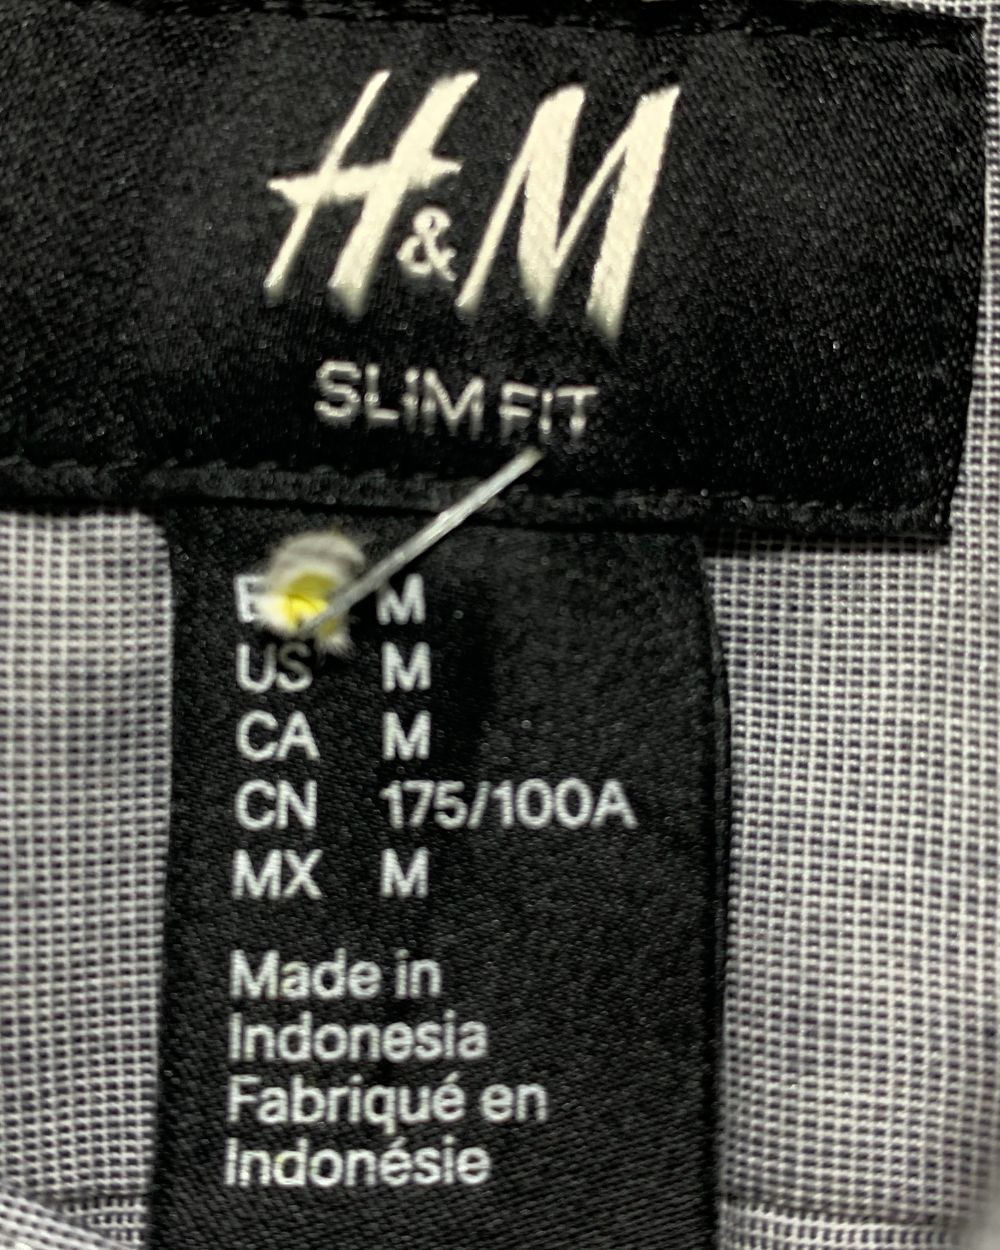 H&M
SLIM FIT
M
US M
CA M
CN 175/100A
MX M
Made in
Indonesia
Fabriqué en
Indonésie